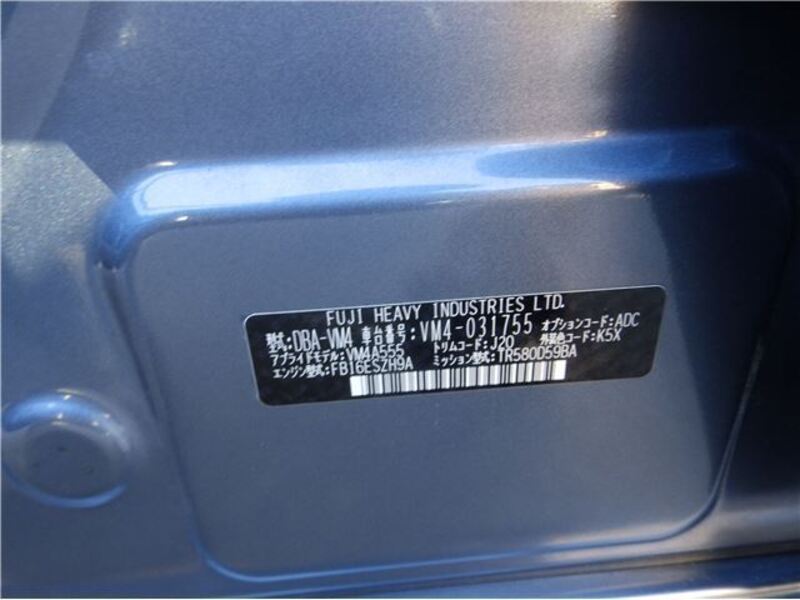 FUJI HEAVY INDUSTRIES LTD.
型式:DBA-VM4 車台番号:VM4-031755 オプションコード:ADC
アプライドモデル:VM4A555 トリムコード:J20 外装色コード:K5X
エンジン型式:FB16ESZH9A ミッション型式:TR580D59BA